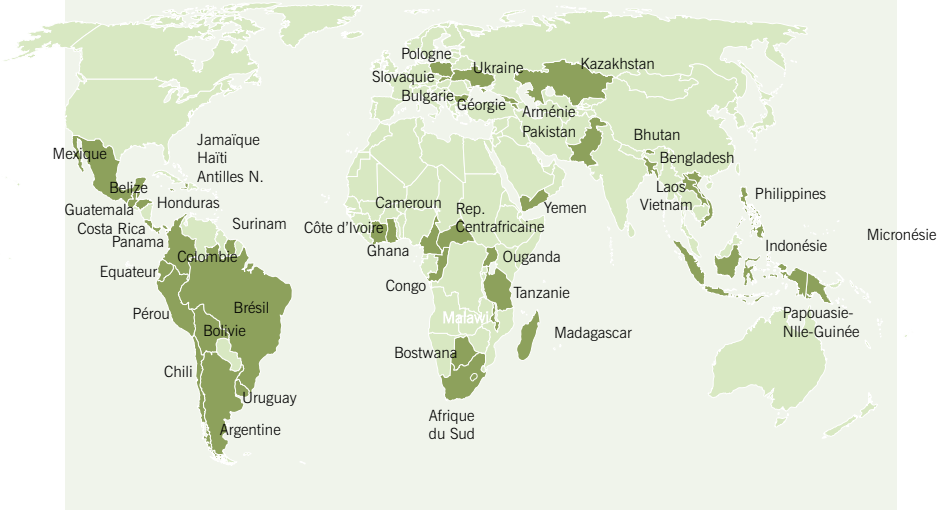 Pologne
Ukraine
Kazakhstan
Slovaquie
Bulgarie
Géorgie
Arménie
Pakistan
Bhutan
Bengladesh
Jamaïque
Haïti
Antilles N.
Mexique
Belize
Honduras
Guatemala
Costa Rica
Panama
Surinam
Laos
Vietnam
Philippines
Cameroun
Rep.
Centrafricaine
Yemen
Côte d'Ivoire
Ghana
Micronésie
Indonésie
Colombie
Ouganda
Equateur
Congo
Tanzanie
Pérou
Brésil
Malawi
Papouasie-
Nlle-Guinée
Bolivie
Madagascar
Bostwana
Chili
Uruguay
Afrique
du Sud
Argentine